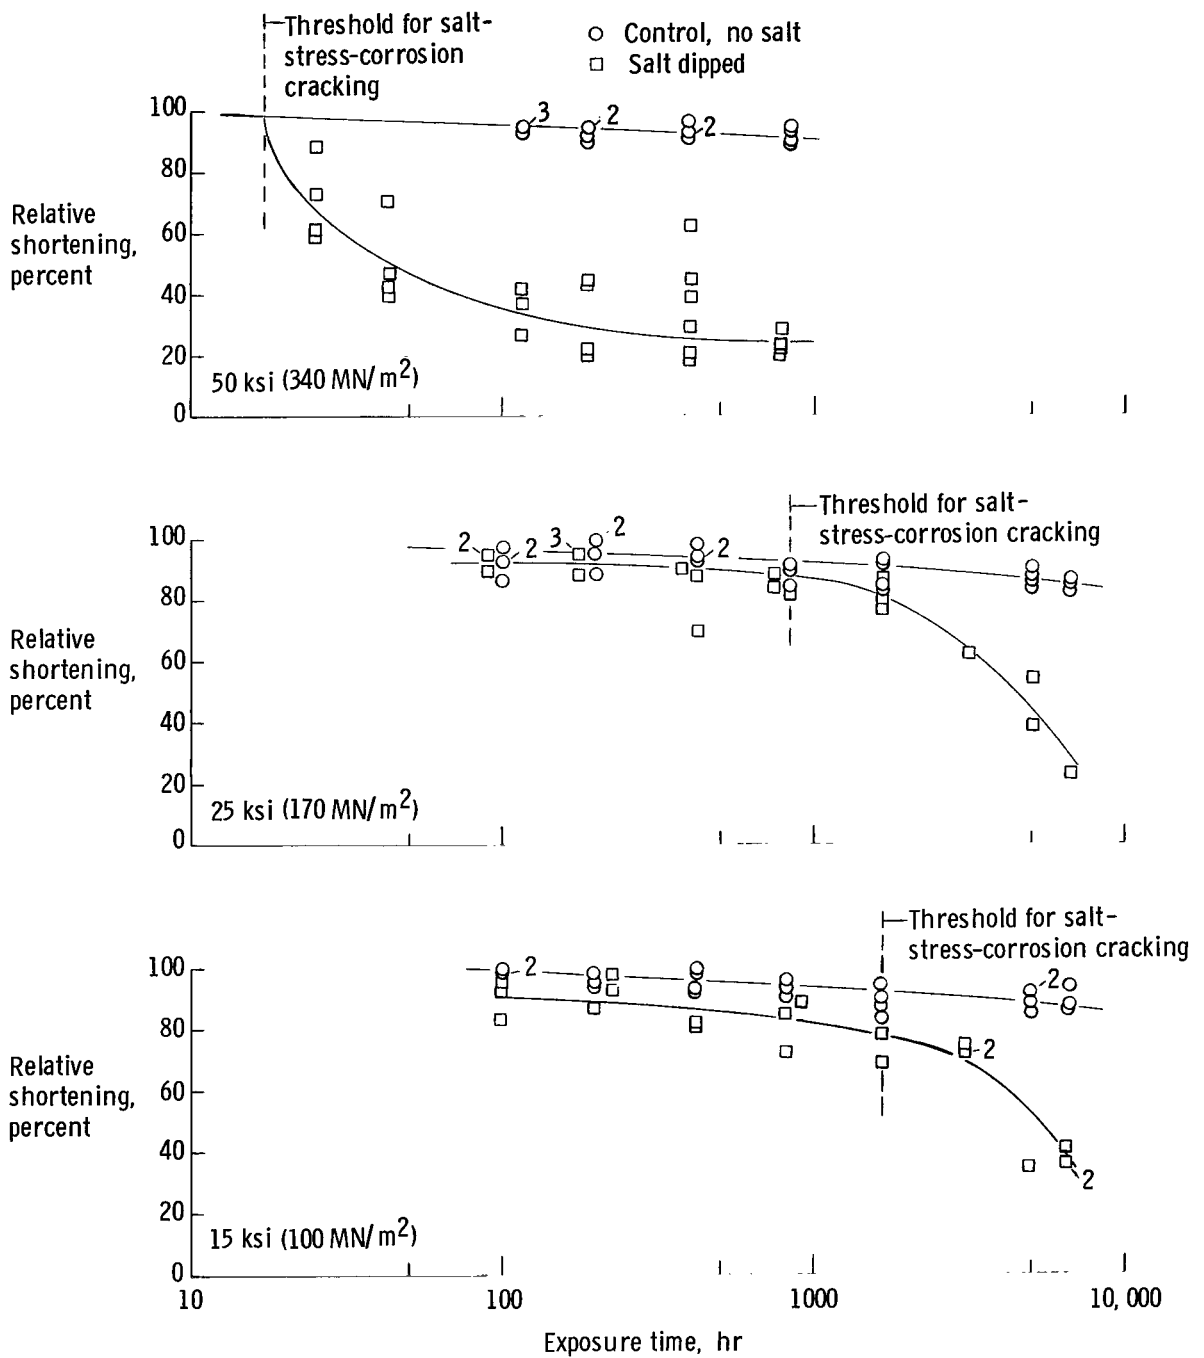 Threshold for salt-
stress-corrosion
cracking
Control, no salt
Salt dipped
100
80
60
40
20
0
Relative
shortening,
percent
3
2
2
50 ksi (340 MN/m2)
Threshold for salt-
stress-corrosion cracking
100
80
60
40
20
0
Relative
shortening,
percent
2
2
3
2
2
25 ksi (170 MN/m2)
Threshold for salt-
stress-corrosion cracking
100
80
60
40
20
0
Relative
shortening,
percent
2
2
2
2
15 ksi (100 MN/m2)
10
100
1000
10,000
Exposure time, hr